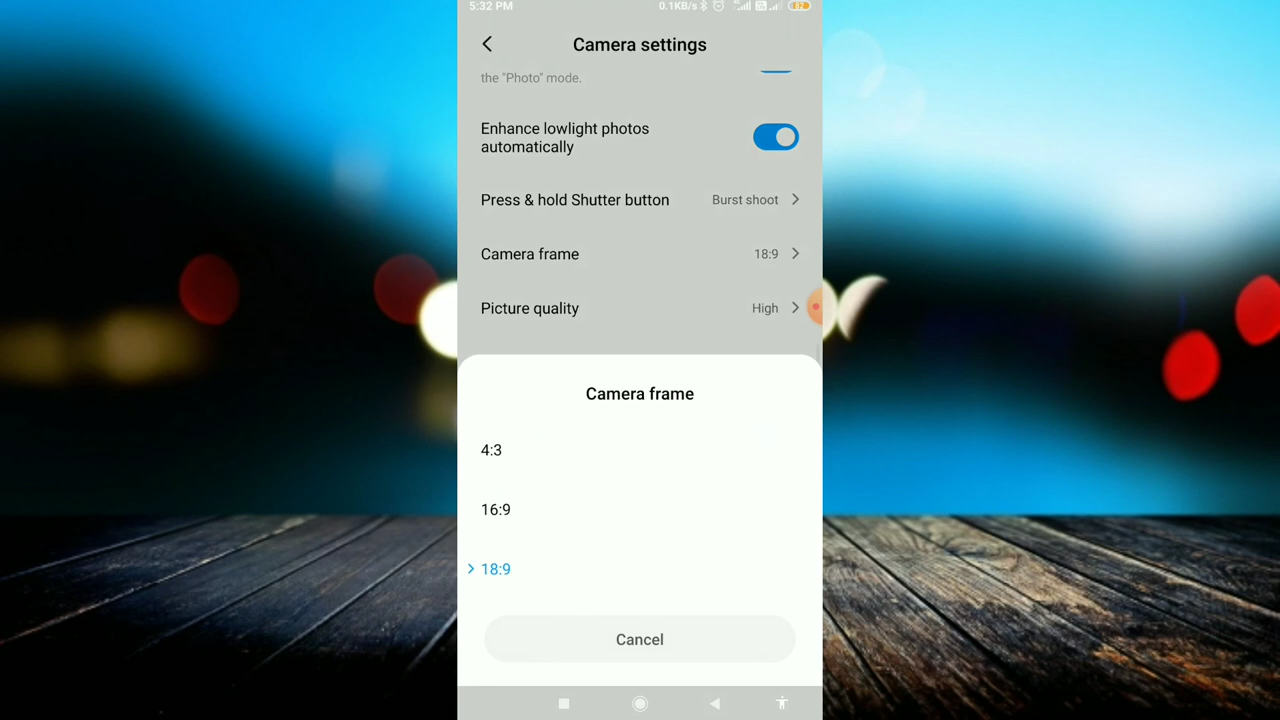 5:32 PM 0.1KB/s 82
Camera settings
the "Photo" mode.
Enhance lowlight photos
automatically
Press & hold Shutter button Burst shoot
Camera frame 18:9
Picture quality High
Camera frame
4:3
16:9
18:9
Cancel